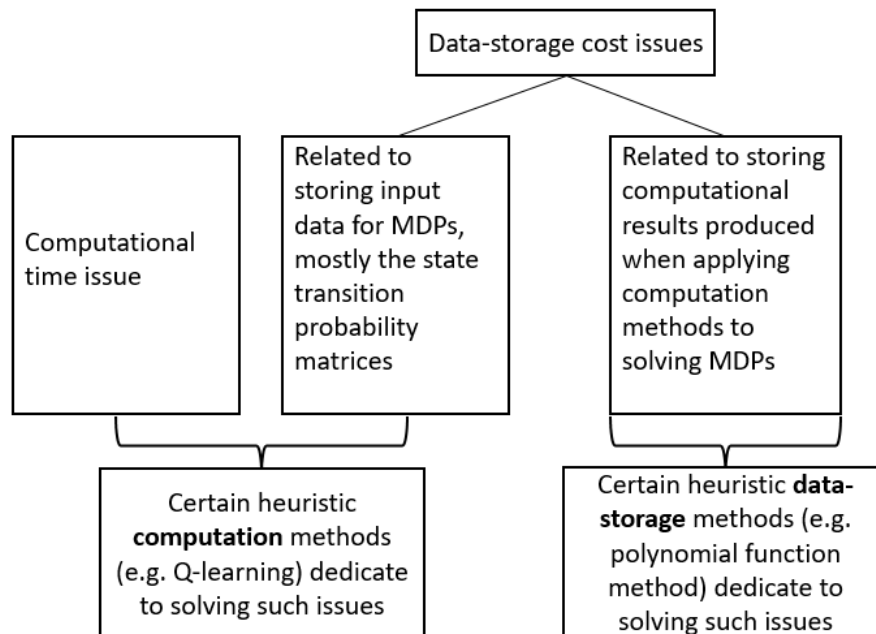 Data-storage cost issues
Computational
time issue
Related to
storing input
data for MDPs,
mostly the state
transition
probability
matrices
Related to storing
computational
results produced
when applying
computation
methods to
solving MDPs
Certain heuristic
computation methods
(e.g. Q-learning) dedicate
to solving such issues
Certain heuristic data-
storage methods (e.g.
polynomial function
method) dedicate to
solving such issues